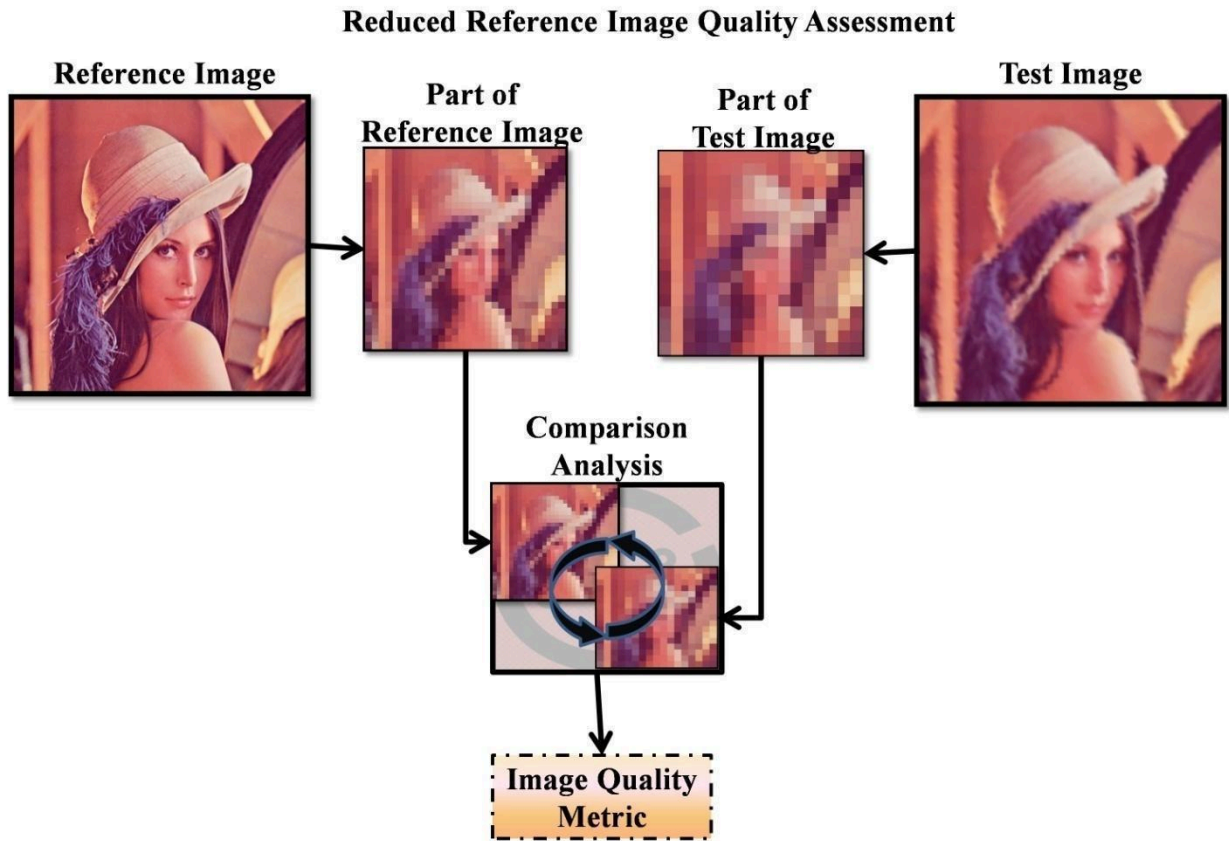 Reduced Reference Image Quality Assessment
Reference Image
Part of
Reference Image
Part of
Test Image
Test Image
Comparison
Analysis
Image Quality
Metric